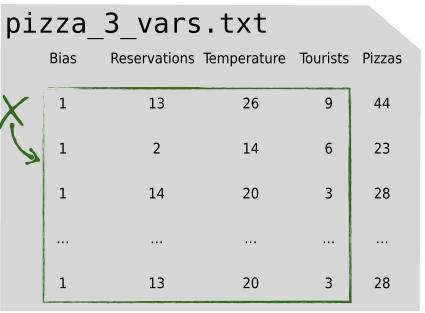 pizza_3_vars.txt
Bias Reservations Temperature Tourists Pizzas
X 1 13 26 9 44
1 2 14 6 23
1 14 20 3 28
... ... ... ... ...
1 13 20 3 28